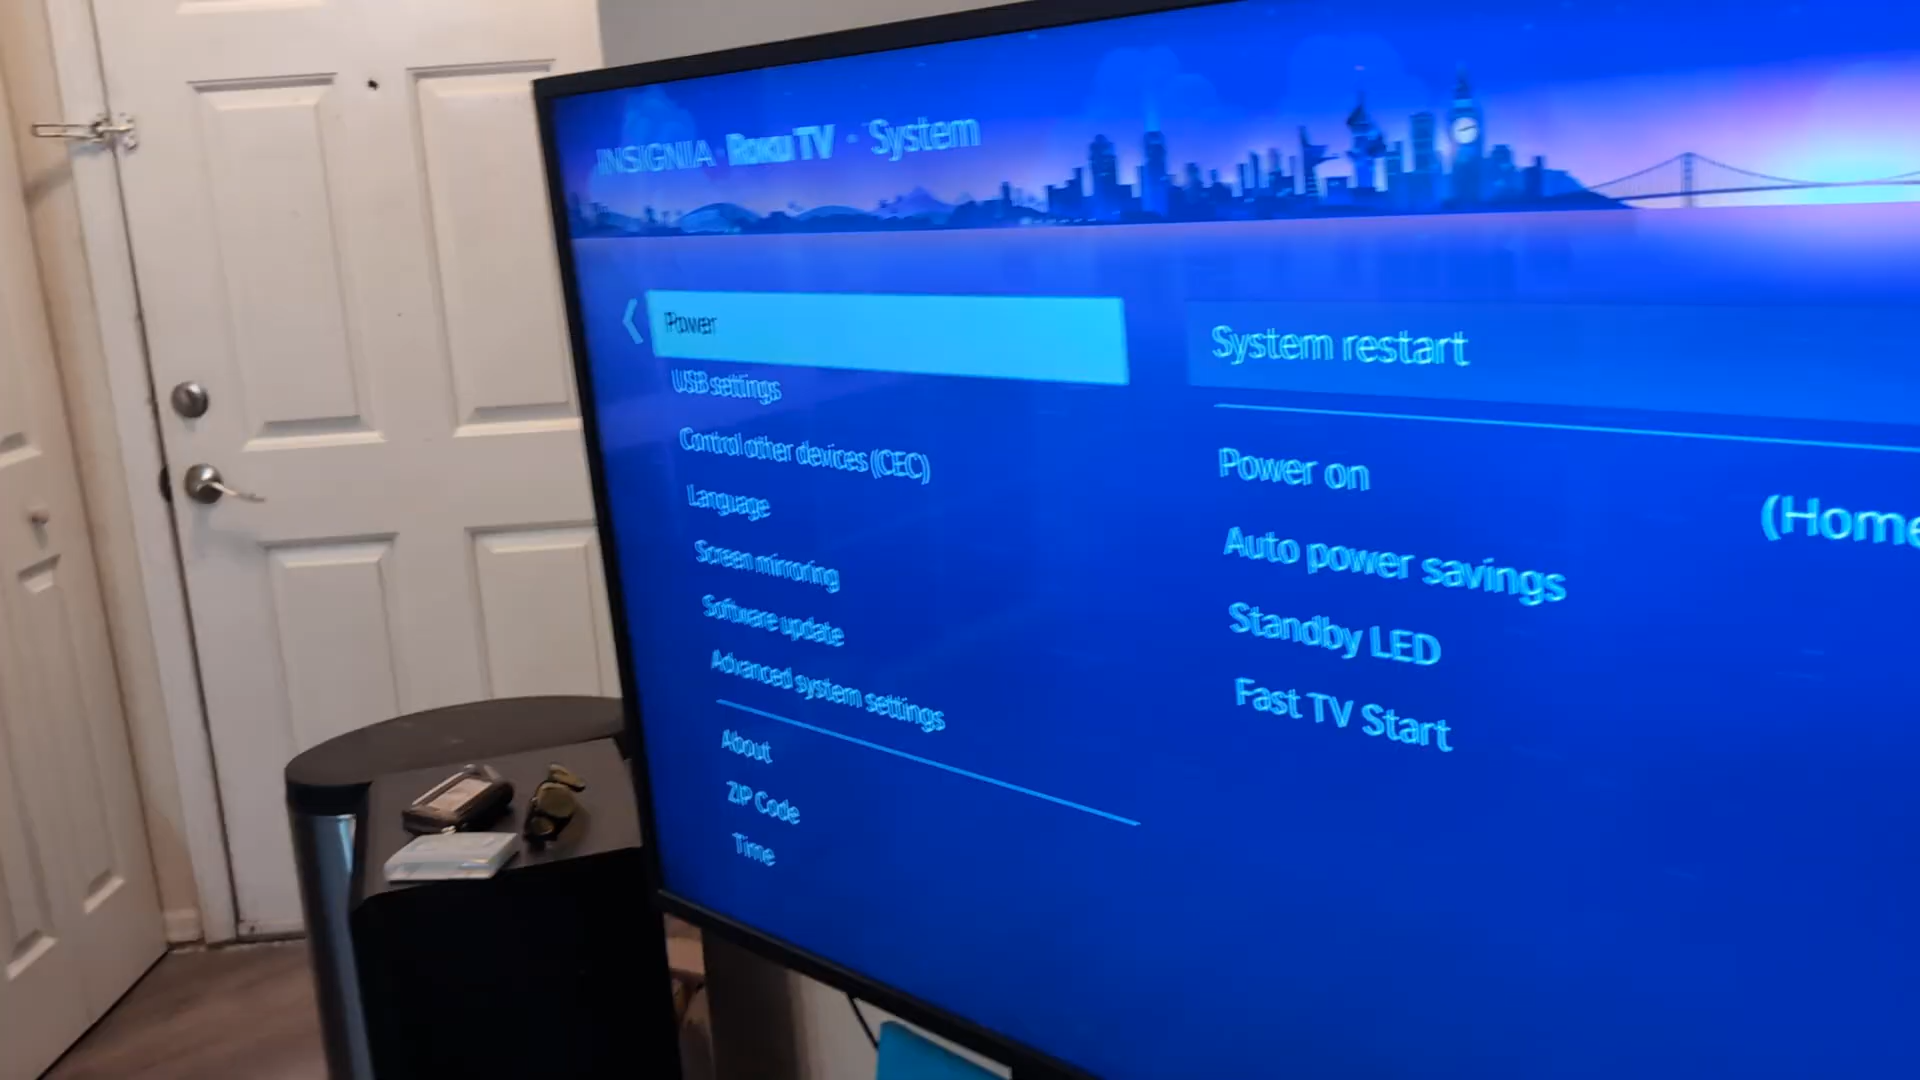 INSIGNIA Roku TV · System
Power
USB settings
Control other devices (CEC)
Language
Screen mirroring
Software update
Advanced system settings
About
ZIP Code
Time
System restart
Power on
(Home
Auto power savings
Standby LED
Fast TV Start